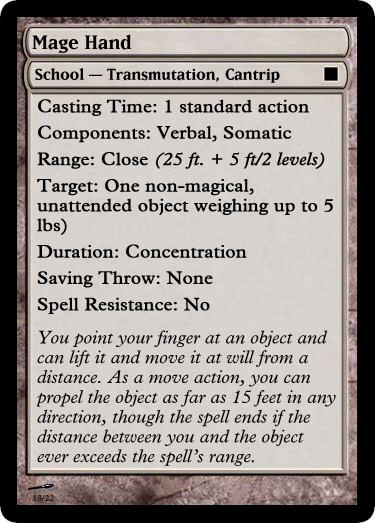 Mage Hand
School — Transmutation, Cantrip
Casting Time: 1 standard action
Components: Verbal, Somatic
Range: Close (25 ft. + 5 ft/2 levels)
Target: One non-magical,
unattended object weighing up to 5
lbs)
Duration: Concentration
Saving Throw: None
Spell Resistance: No
You point your finger at an object and
can lift it and move it at will from a
distance. As a move action, you can
propel the object as far as 15 feet in any
direction, though the spell ends if the
distance between you and the object
ever exceeds the spell's range.
18/22